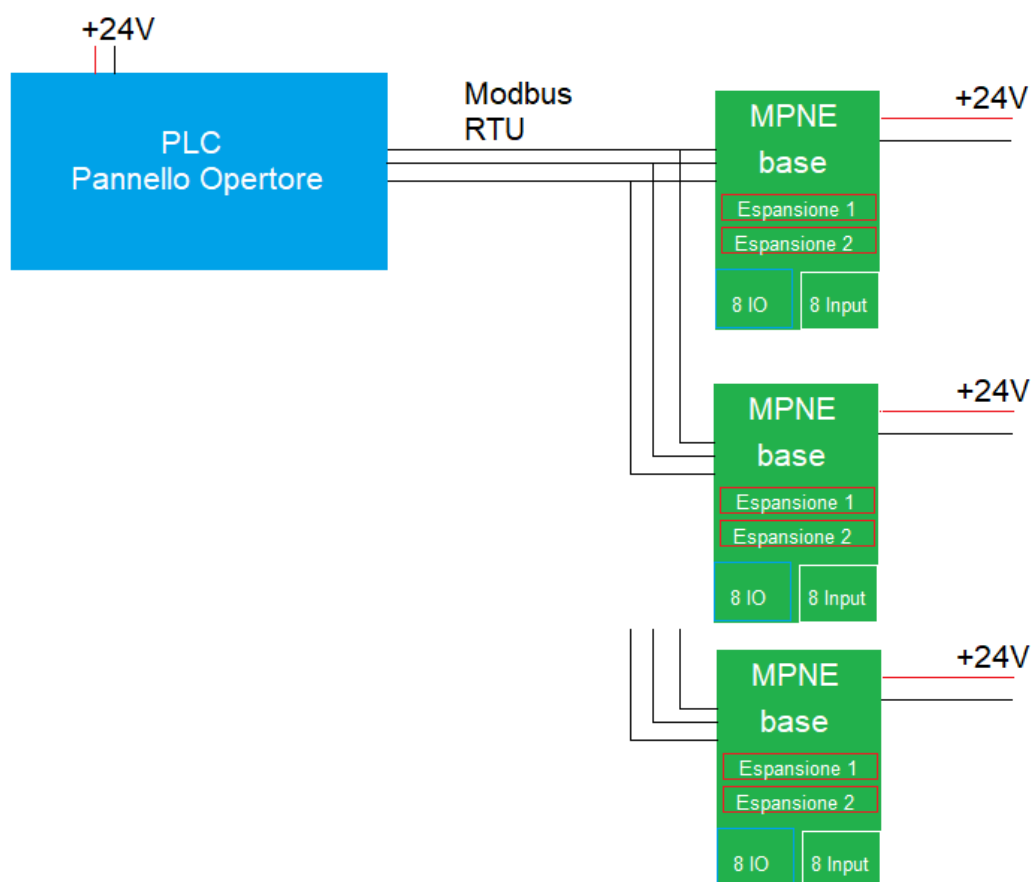 +24V
PLC
Pannello Opertore
Modbus
RTU
MPNE
base
Espansione 1
Espansione 2
8 IO
8 Input
+24V
MPNE
base
Espansione 1
Espansione 2
8 IO
8 Input
+24V
MPNE
base
Espansione 1
Espansione 2
8 IO
8 Input
+24V